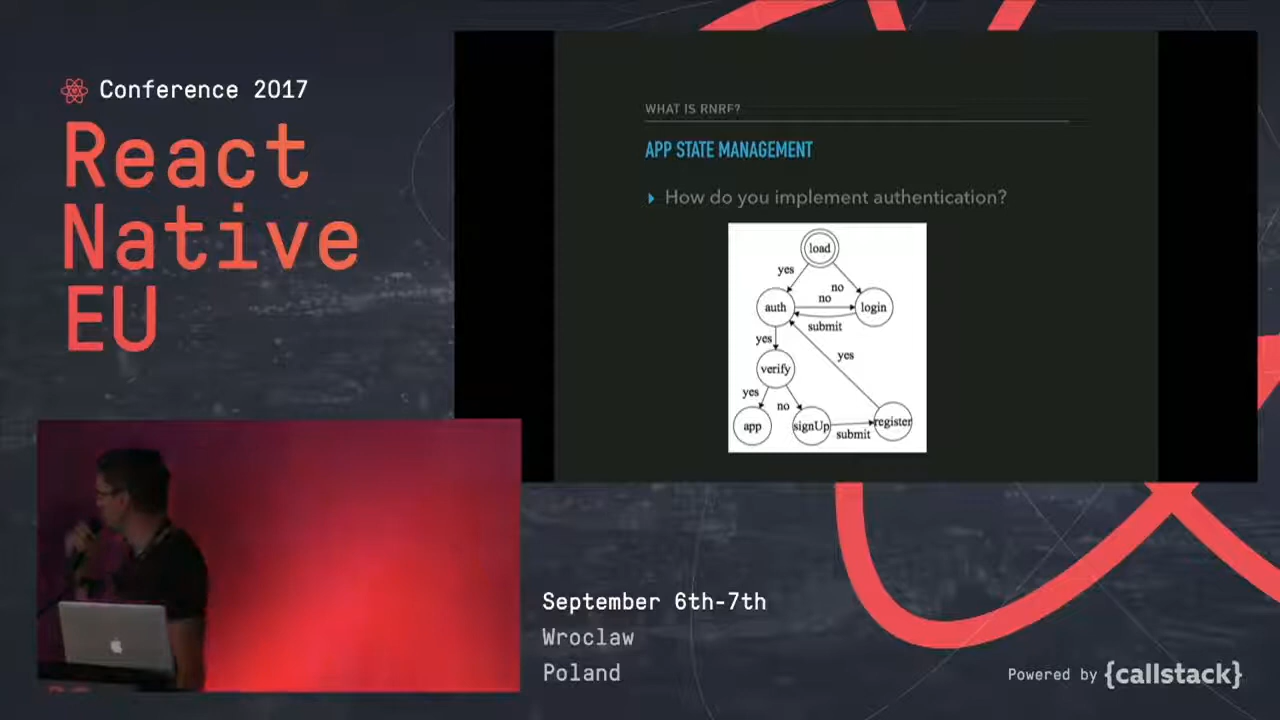 Conference 2017
React
Native
EU
WHAT IS RNRF?
APP STATE MANAGEMENT
How do you implement authentication?
load
yes
no
no
auth
login
submit
yes
yes
verify
yes
no
app
signUp
submit
register
September 6th-7th
Wroclaw
Poland
Powered by {callstack}